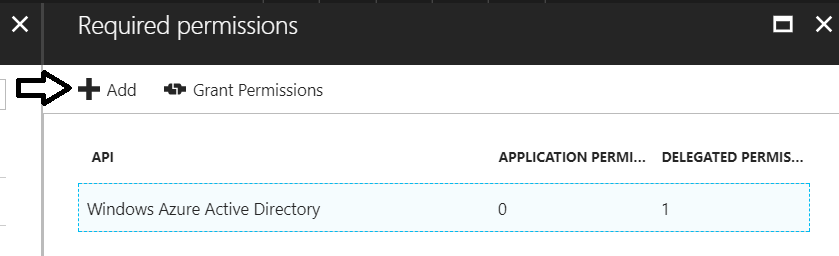 Required permissions
Add Grant Permissions
API APPLICATION PERMI... DELEGATED PERMIS...
Windows Azure Active Directory 0 1